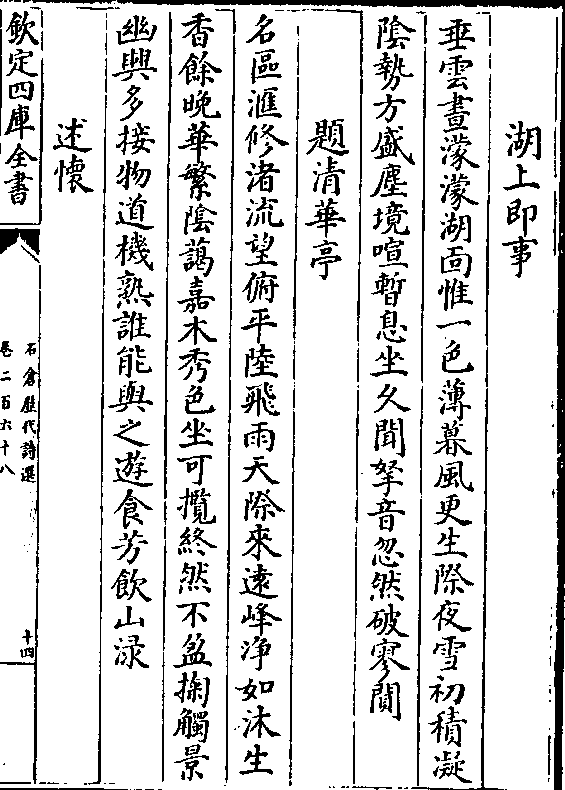 湖上即事
垂雲晝濛濛湖面惟一色薄暮風更生際夜雪初積凝
陰勢方盛塵境喧暫息坐久聞拏音忽然破寥闃
題清華亭
名區滙修渚流望俯平陸飛雨天際來遠峰淨如沐生
香餘晚華繁陰藹嘉木秀色坐可攬終然不盈掬觸景
幽興多接物道機熟誰能與之遊食芳飲山渌
述懷
欽定四庫全書
石倉歷代詩選
卷二百六十八
十四